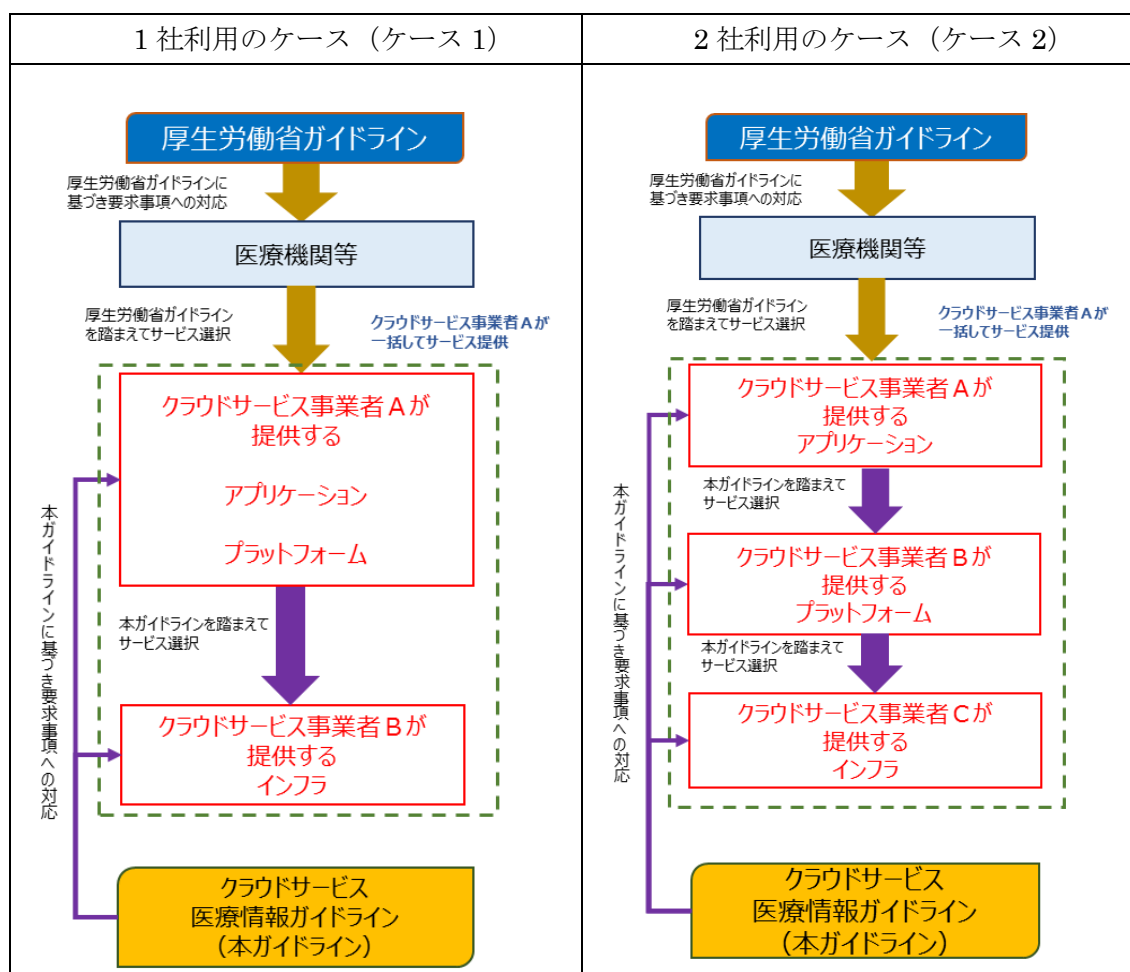 1 社利用のケース（ケース 1）
厚生労働省ガイドライン
厚生労働省ガイドラインに
基づき要求事項への対応
医療機関等
厚生労働省ガイドライン
を踏まえてサービス選択
クラウドサービス事業者Aが
一括してサービス提供
クラウドサービス事業者Aが
提供する
アプリケーション
プラットフォーム
本ガイドラインを踏まえて
サービス選択
クラウドサービス事業者Bが
提供する
インフラ
本ガイドラインに基づき要求事項への対応
クラウドサービス
医療情報ガイドライン
（本ガイドライン）
2 社利用のケース（ケース 2）
厚生労働省ガイドライン
厚生労働省ガイドラインに
基づき要求事項への対応
医療機関等
厚生労働省ガイドライン
を踏まえてサービス選択
クラウドサービス事業者Aが
一括してサービス提供
クラウドサービス事業者Aが
提供する
アプリケーション
本ガイドラインを踏まえて
サービス選択
クラウドサービス事業者Bが
提供する
プラットフォーム
本ガイドラインを踏まえて
サービス選択
クラウドサービス事業者Cが
提供する
インフラ
本ガイドラインに基づき要求事項への対応
クラウドサービス
医療情報ガイドライン
（本ガイドライン）